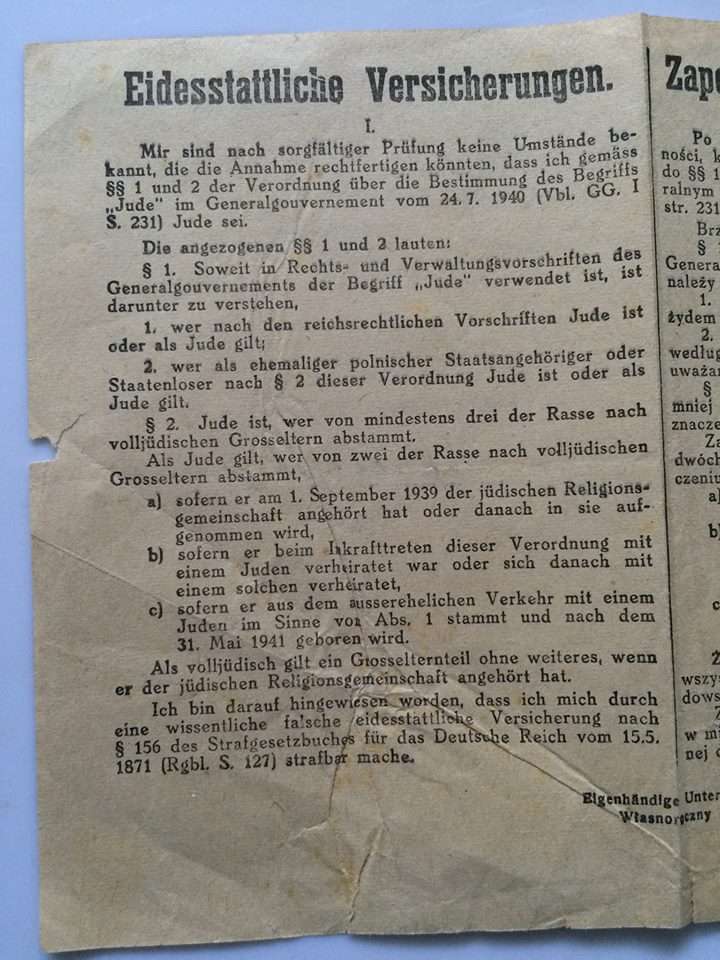 Eidesstattliche Versicherungen.
I.
Mir sind nach sorgfältiger Prüfung keine Umstände be-
kannt, die die Annahme rechtfertigen könnten, dass ich gemäss
§§ 1 und 2 der Verordnung über die Bestimmung des Begriffs
„Jude" im Generalgouvernement vom 24. 7. 1940 (Vbl. GG. I
S. 231) Jude sei.
Die angezogenen §§ 1 und 2 lauten:
§ 1. Soweit in Rechts- und Verwaltungsvorschriften des
Generalgouvernements der Begriff „Jude" verwendet ist, ist
darunter zu verstehen,
1. wer nach den reichsrechtlichen Vorschriften Jude ist
oder als Jude gilt;
2. wer als ehemaliger polnischer Staatsangehöriger oder
Staatenloser nach § 2 dieser Verordnung Jude ist oder als
Jude gilt.
§ 2. Jude ist, wer von mindestens drei der Rasse nach
volljüdischen Grosseltern abstammt.
Als Jude gilt, wer von zwei der Rasse nach volljüdischen
Grosseltern abstammt,
a) sofern er am 1. September 1939 der jüdischen Religions-
gemeinschaft angehört hat oder danach in sie auf-
genommen wird,
b) sofern er beim Inkrafttreten dieser Verordnung mit
einem Juden verheiratet war oder sich danach mit
einem solchen verheiratet,
c) sofern er aus dem ausserehelichen Verkehr mit einem
Juden im Sinne von Abs. 1 stammt und nach dem
31. Mai 1941 geboren wird.
Als volljüdisch gilt ein Grosselternteil ohne weiteres, wenn
er der jüdischen Religionsgemeinschaft angehört hat.
Ich bin darauf hingewiesen worden, dass ich mich durch
eine wissentliche falsche eidesstattliche Versicherung nach
§ 156 des Strafgesetzbuches für das Deutsche Reich vom 15.5.
1871 (Rgbl. S. 127) strafbar mache.
Eigenhändige Unter
Własnoręczny
Zape
Po
ności, k
do §§ 1
ralnym
str. 231
Brz
§
Genera
należy
1.
żydem
2.
według
uważa
§
mniej
znacze
Za
dwóch
czeniu
a)
b)
c
Ż
wszys
dows
Z
w mi
nej